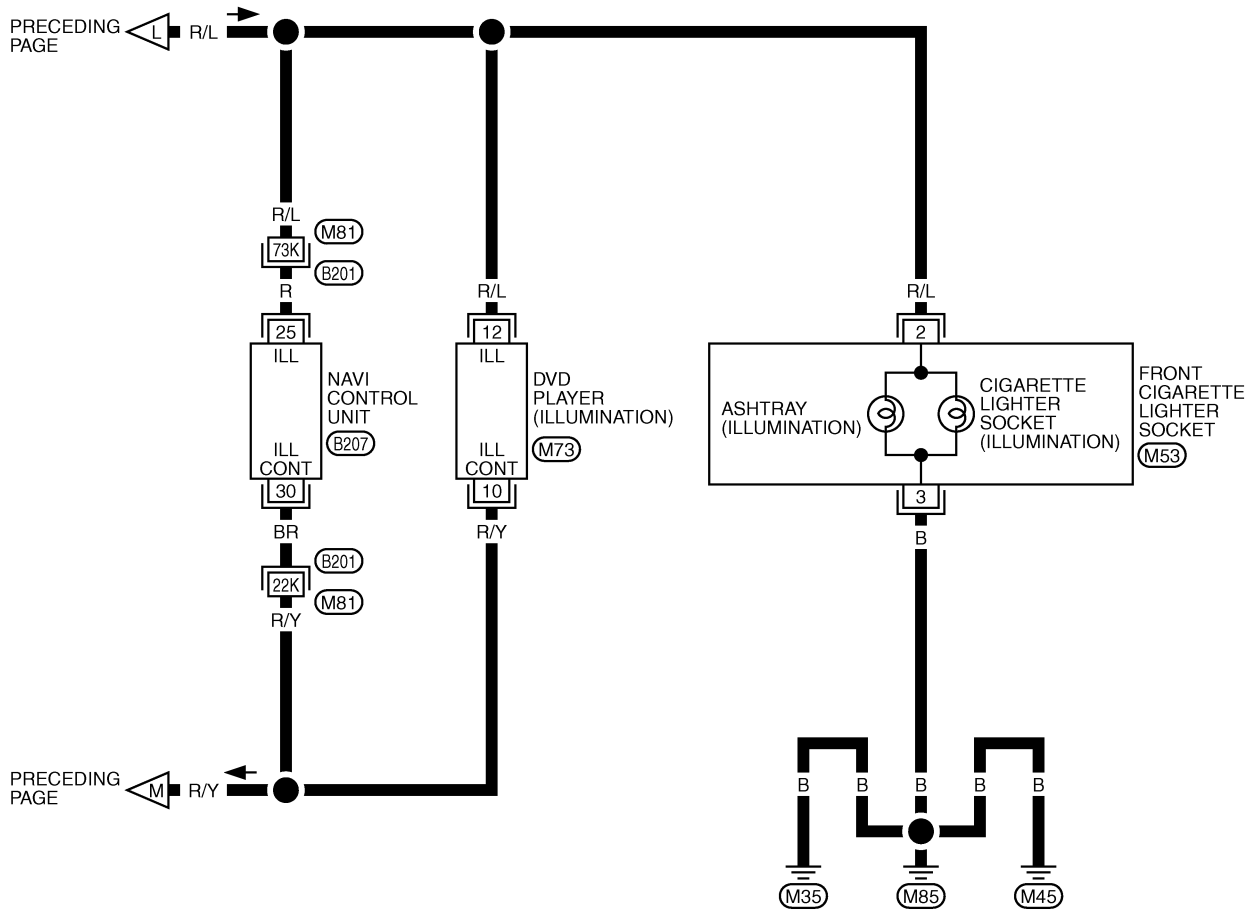 PRECEDING
PAGE
L
R/L
R/L
M81
73K
B201
R
R/L
R/L
25
ILL
NAVI
CONTROL
UNIT
B207
ILL
CONT
30
12
ILL
DVD
PLAYER
(ILLUMINATION)
M73
ILL
CONT
10
2
ASHTRAY
(ILLUMINATION)
CIGARETTE
LIGHTER
SOCKET
(ILLUMINATION)
FRONT
CIGARETTE
LIGHTER
SOCKET
M53
3
BR
R/Y
B
B201
22K
M81
R/Y
PRECEDING
PAGE
M
R/Y
B
B
B
B
B
M35
M85
M45